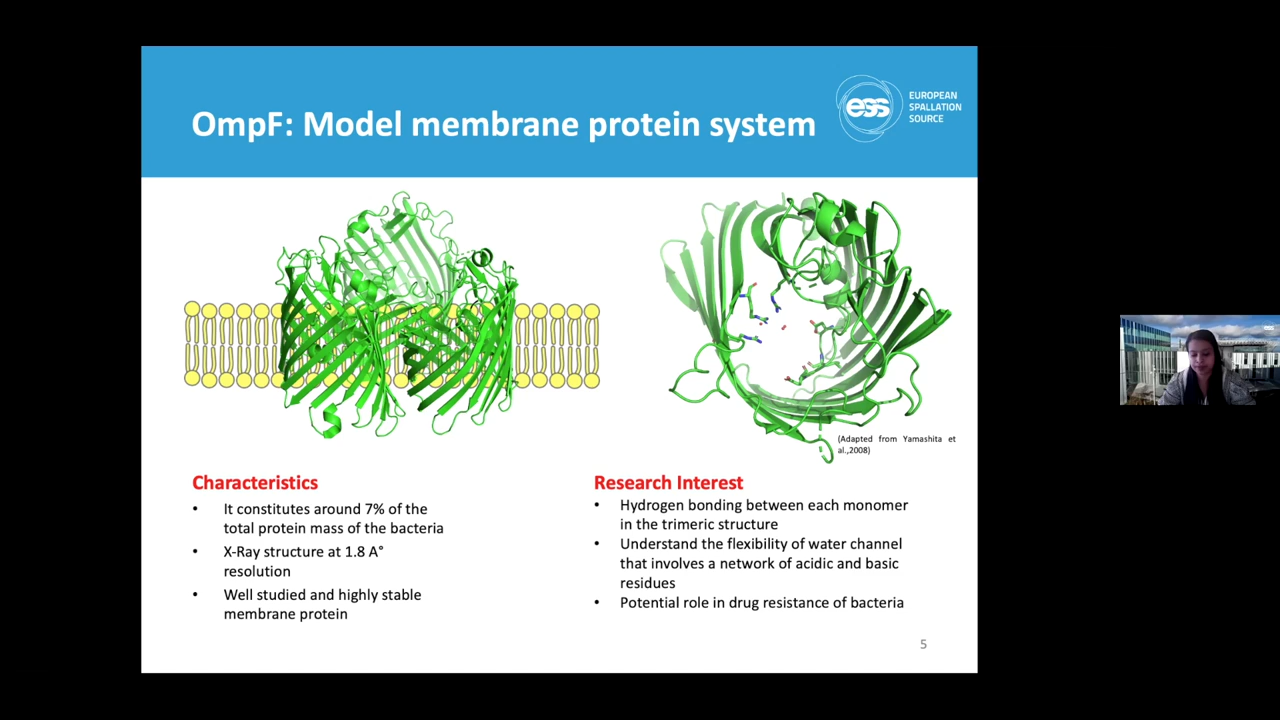 OmpF: Model membrane protein system
ess
EUROPEAN
SPALLATION
SOURCE
(Adapted from Yamashita et
al.,2008)
Characteristics
• It constitutes around 7% of the
total protein mass of the bacteria
• X-Ray structure at 1.8 A°
resolution
• Well studied and highly stable
membrane protein
Research Interest
• Hydrogen bonding between each monomer
in the trimeric structure
• Understand the flexibility of water channel
that involves a network of acidic and basic
residues
• Potential role in drug resistance of bacteria
5
ess